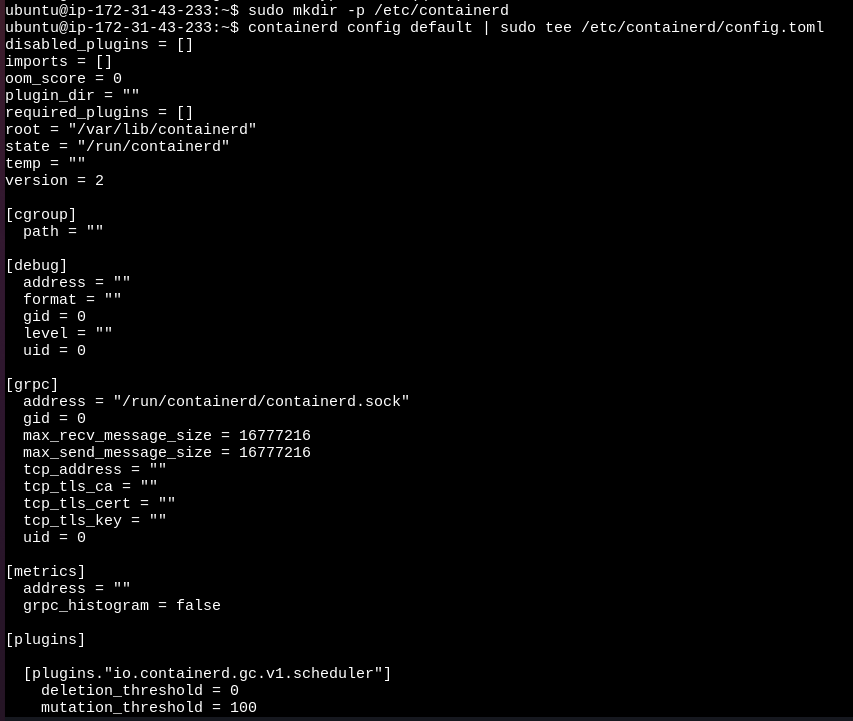 ubuntu@ip-172-31-43-233:~$ sudo mkdir -p /etc/containerd
ubuntu@ip-172-31-43-233:~$ containerd config default | sudo tee /etc/containerd/config.toml
disabled_plugins = []
imports = []
oom_score = 0
plugin_dir = ""
required_plugins = []
root = "/var/lib/containerd"
state = "/run/containerd"
temp = ""
version = 2

[cgroup]
  path = ""

[debug]
  address = ""
  format = ""
  gid = 0
  level = ""
  uid = 0

[grpc]
  address = "/run/containerd/containerd.sock"
  gid = 0
  max_recv_message_size = 16777216
  max_send_message_size = 16777216
  tcp_address = ""
  tcp_tls_ca = ""
  tcp_tls_cert = ""
  tcp_tls_key = ""
  uid = 0

[metrics]
  address = ""
  grpc_histogram = false

[plugins]

  [plugins."io.containerd.gc.v1.scheduler"]
    deletion_threshold = 0
    mutation_threshold = 100